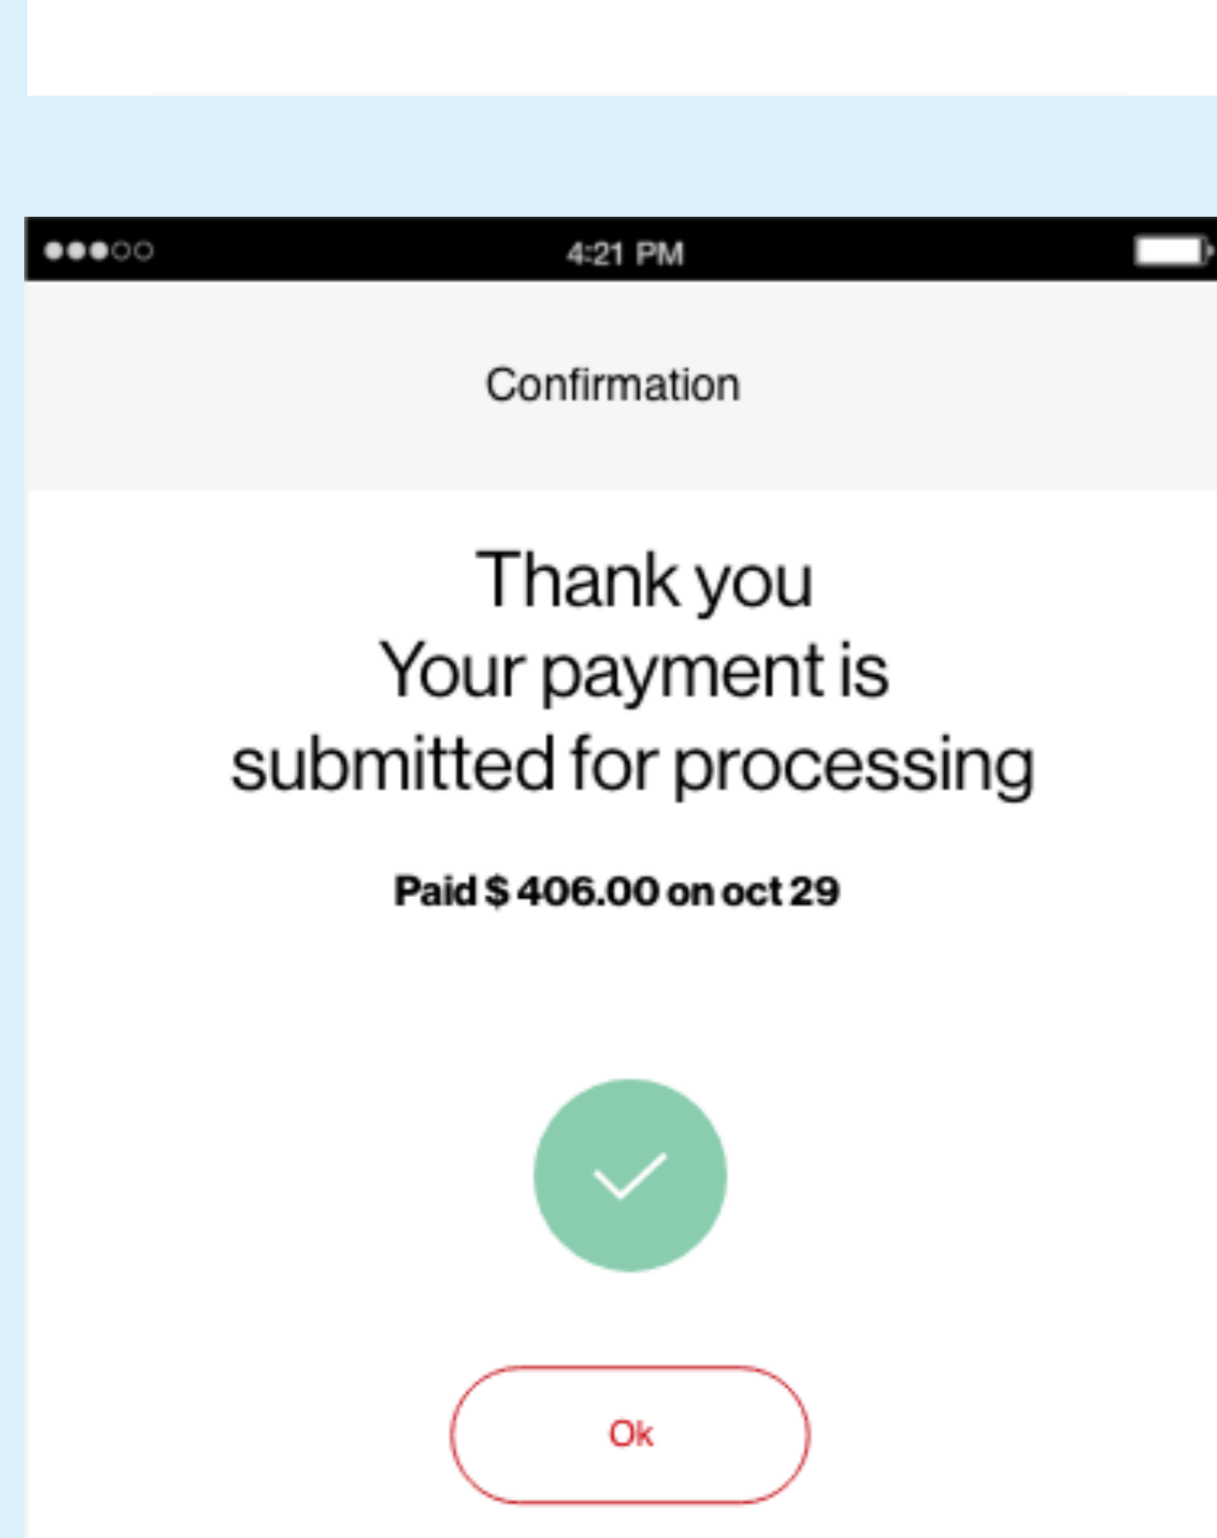 4:21 PM
Confirmation
Thank you
Your payment is
submitted for processing
Paid $ 406.00 on oct 29
Ok